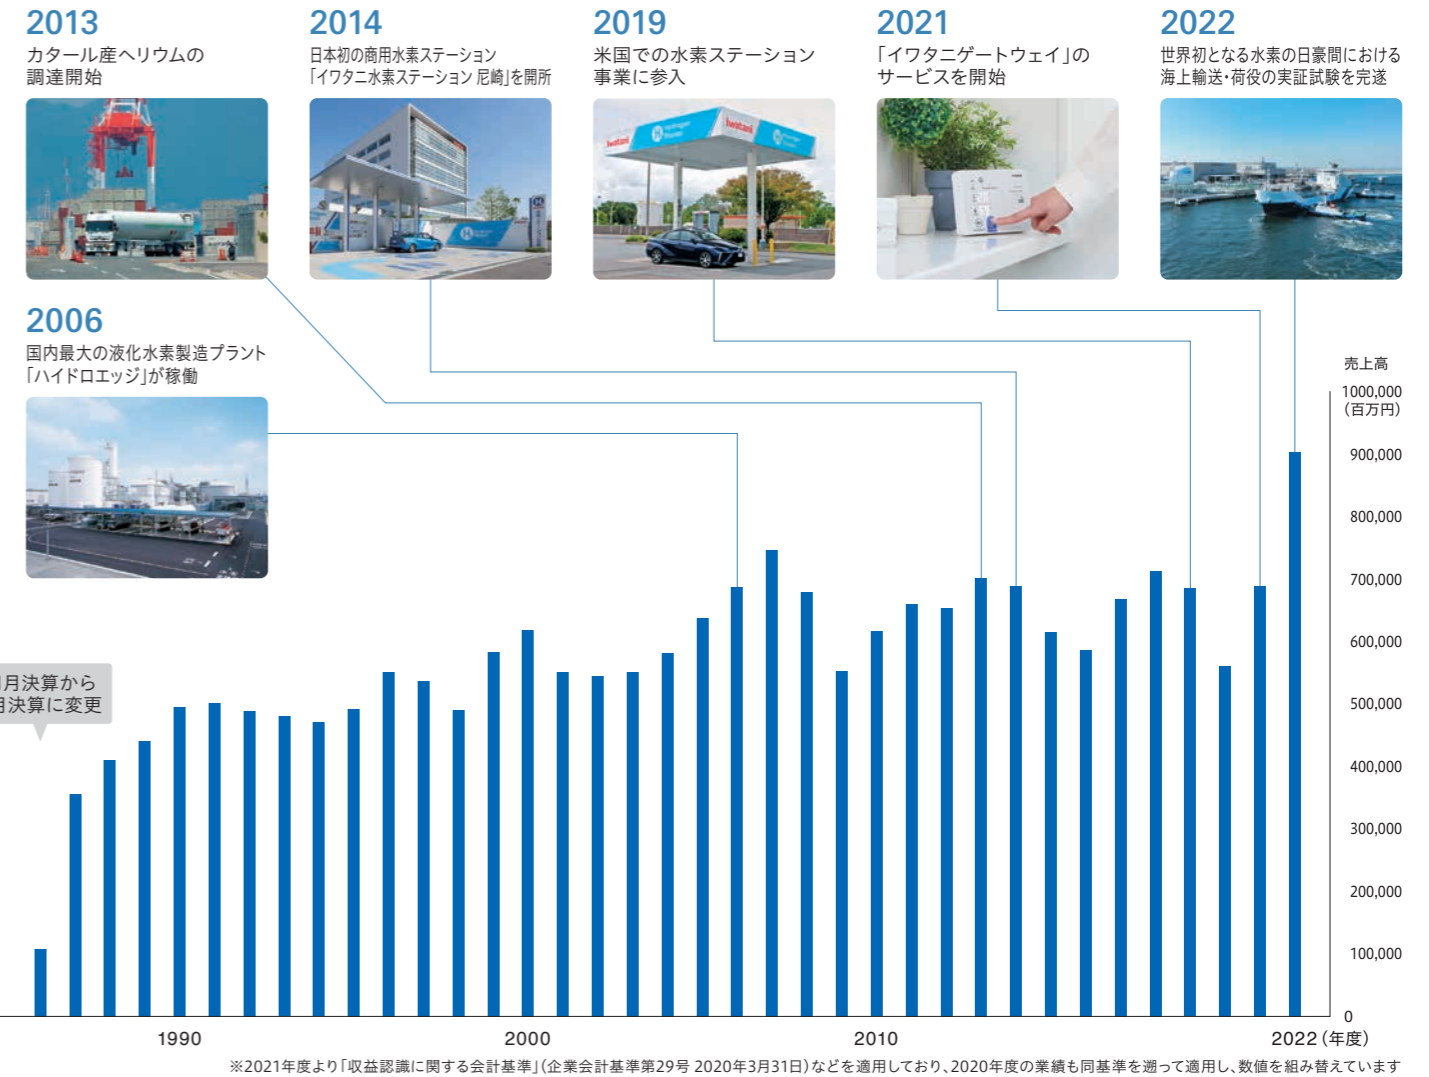 2013
カタール産ヘリウムの
調達開始
2014
日本初の商用水素ステーション
「イワタニ水素ステーション 尼崎」を開所
2019
米国での水素ステーション
事業に参入
2021
「イワタニゲートウェイ」の
サービスを開始
2022
世界初となる水素の日豪間における
海上輸送・荷役の実証試験を完遂
Iwatani
Iwatani
2006
国内最大の液化水素製造プラント
「ハイドロエッジ」が稼働
売上高
1000,000
（百万円）
900,000
800,000
700,000
600,000
500,000
400,000
300,000
200,000
100,000
0
月決算から
決算に変更
1990
2000
2010
2022（年度）
※2021年度より「収益認識に関する会計基準」（企業会計基準第29号 2020年3月31日）などを適用しており、2020年度の業績も同基準を遡って適用し、数値を組み替えています